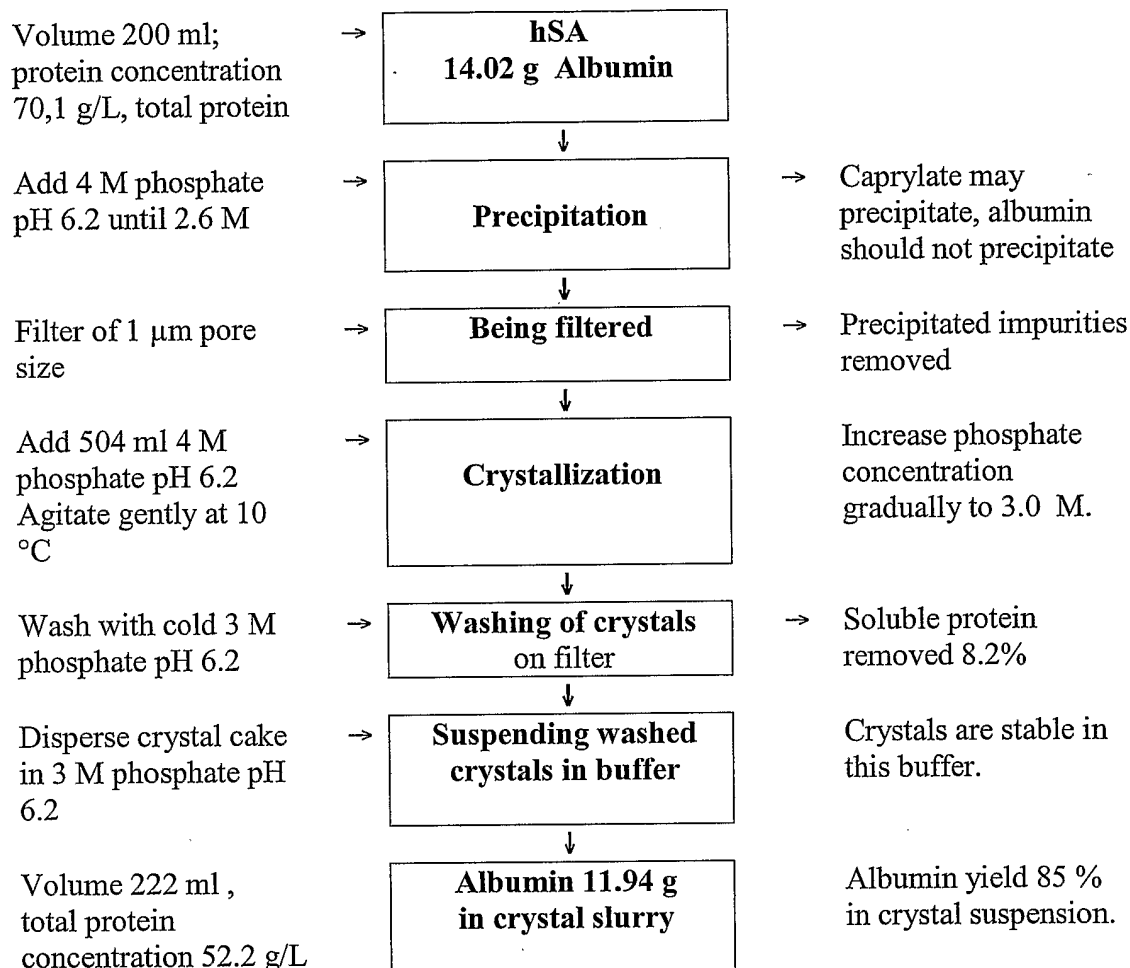 Volume 200 ml;
protein concentration
70,1 g/L, total protein
→
hSA
14.02 g Albumin
↓
Add 4 M phosphate
pH 6.2 until 2.6 M
→
Precipitation
→
Caprylate may
precipitate, albumin
should not precipitate
↓
Filter of 1 μm pore
size
→
Being filtered
→
Precipitated impurities
removed
↓
Add 504 ml 4 M
phosphate pH 6.2
Agitate gently at 10
°C
→
Crystallization
Increase phosphate
concentration
gradually to 3.0 M.
↓
Wash with cold 3 M
phosphate pH 6.2
→
Washing of crystals
on filter
→
Soluble protein
removed 8.2%
↓
Disperse crystal cake
in 3 M phosphate pH
6.2
→
Suspending washed
crystals in buffer
Crystals are stable in
this buffer.
↓
Volume 222 ml ,
total protein
concentration 52.2 g/L
Albumin 11.94 g
in crystal slurry
Albumin yield 85 %
in crystal suspension.